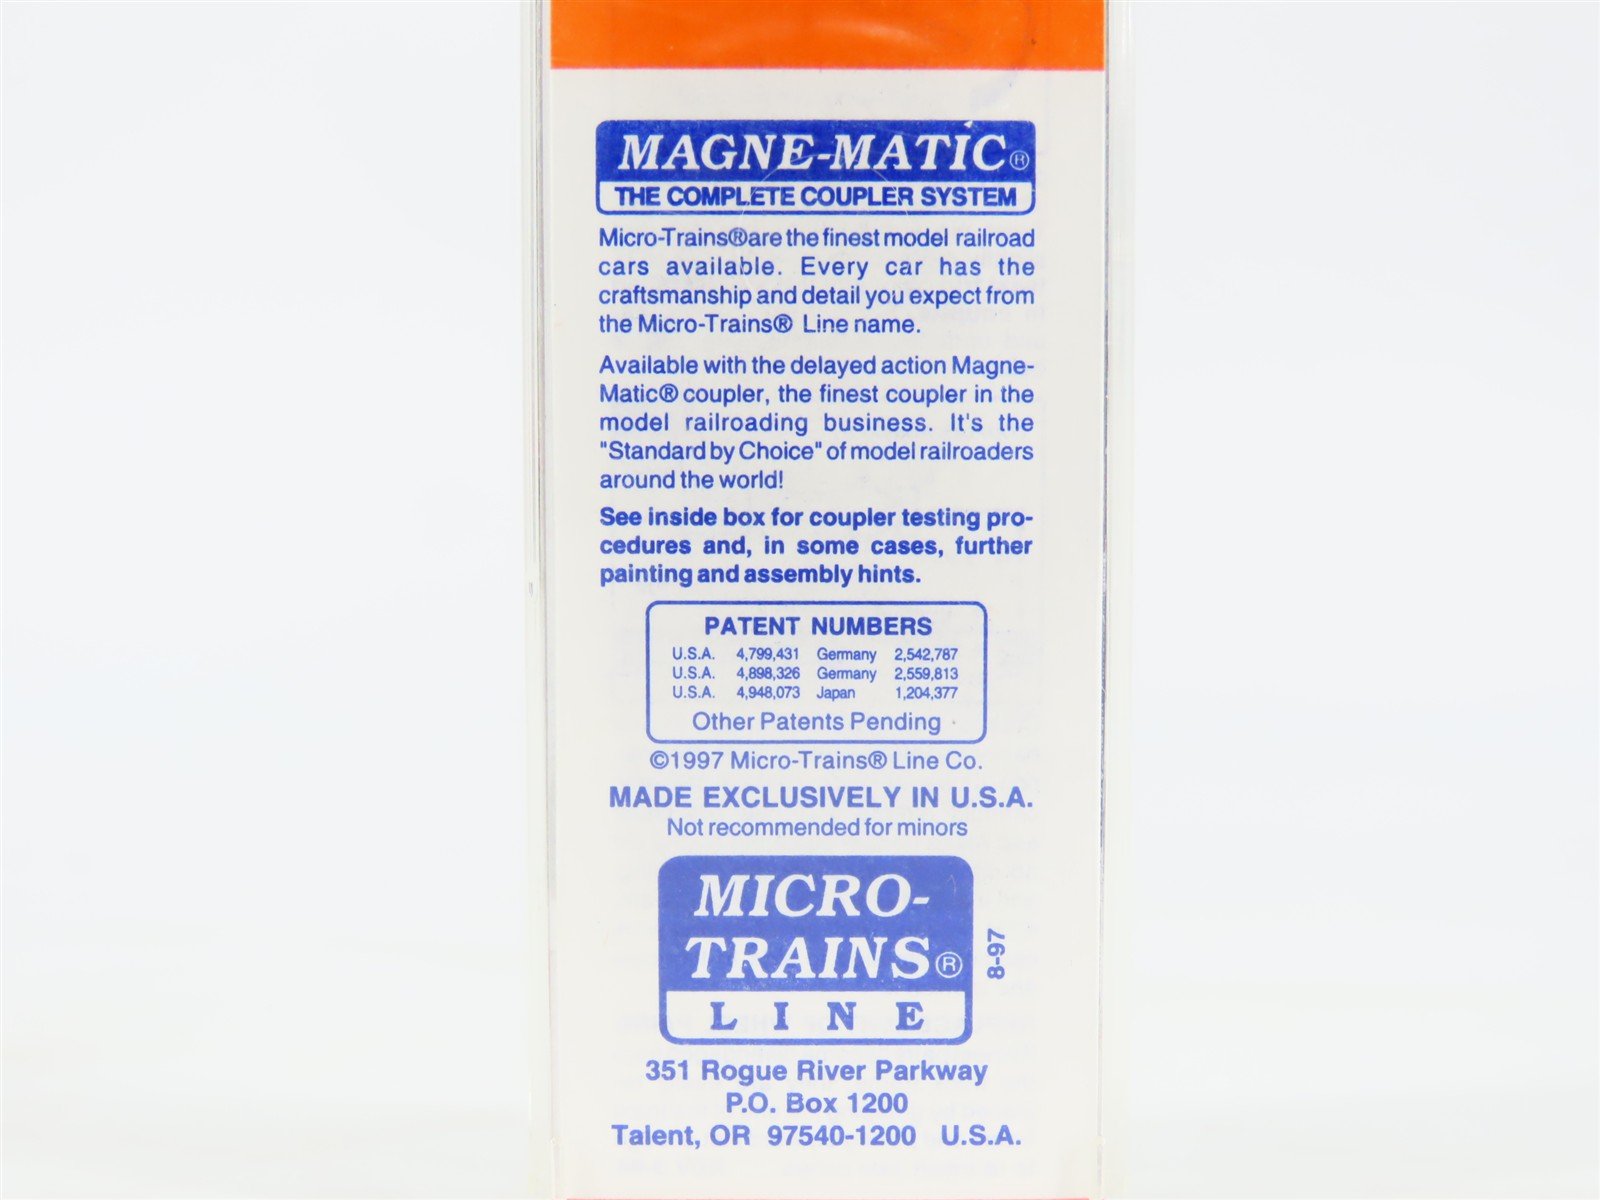 MAGNE-MATIC®
THE COMPLETE COUPLER SYSTEM
Micro-Trains® are the finest model railroad
cars available. Every car has the
craftsmanship and detail you expect from
the Micro-Trains® Line name.
Available with the delayed action Magne-
Matic® coupler, the finest coupler in the
model railroading business. It's the
"Standard by Choice" of model railroaders
around the world!
See inside box for coupler testing pro-
cedures and, in some cases, further
painting and assembly hints.
PATENT NUMBERS
U.S.A. 4,799,431 Germany 2,542,787
U.S.A. 4,898,326 Germany 2,559,813
U.S.A. 4,948,073 Japan 1,204,377
Other Patents Pending
©1997 Micro-Trains® Line Co.
MADE EXCLUSIVELY IN U.S.A.
Not recommended for minors
MICRO-
TRAINS®
LINE
8-97
351 Rogue River Parkway
P.O. Box 1200
Talent, OR 97540-1200 U.S.A.